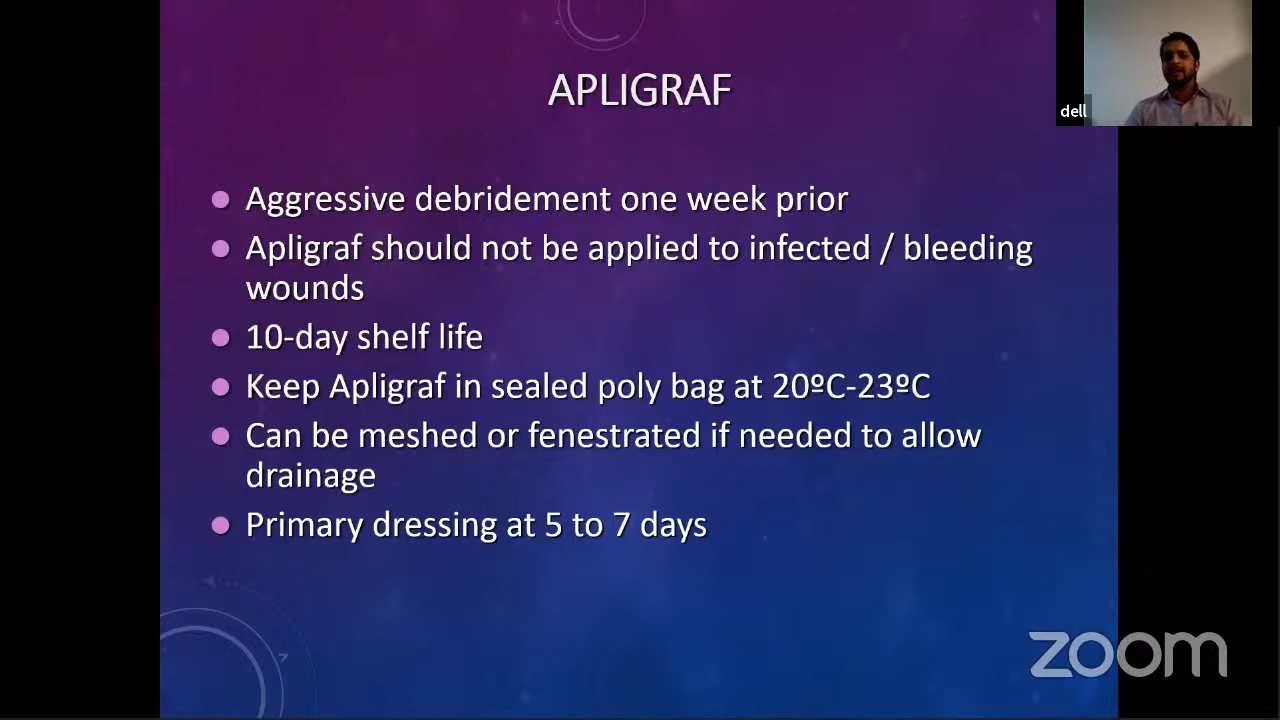 APLIGRAF
dell
Aggressive debridement one week prior
Apligraf should not be applied to infected / bleeding
wounds
10-day shelf life
Keep Apligraf in sealed poly bag at 20ºC-23ºC
Can be meshed or fenestrated if needed to allow
drainage
Primary dressing at 5 to 7 days
zoom